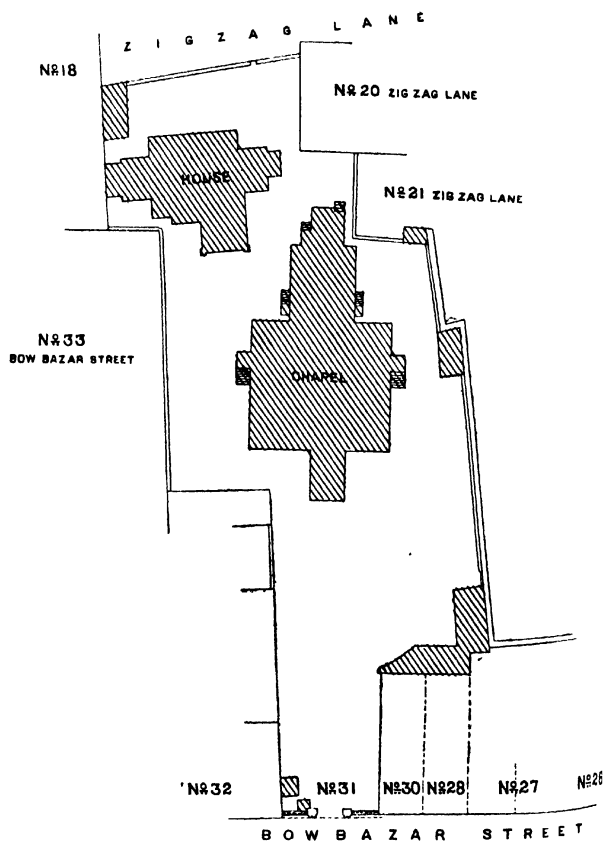 ZIGZAG LANE
No 18
No 20 ZIG ZAG LANE
HOUSE
No 21 ZIG ZAG LANE
No 33
BOW BAZAR STREET
CHAPEL
No 32
No 31
No 30
No 28
No 27
No 26
BOW BAZAR STREET